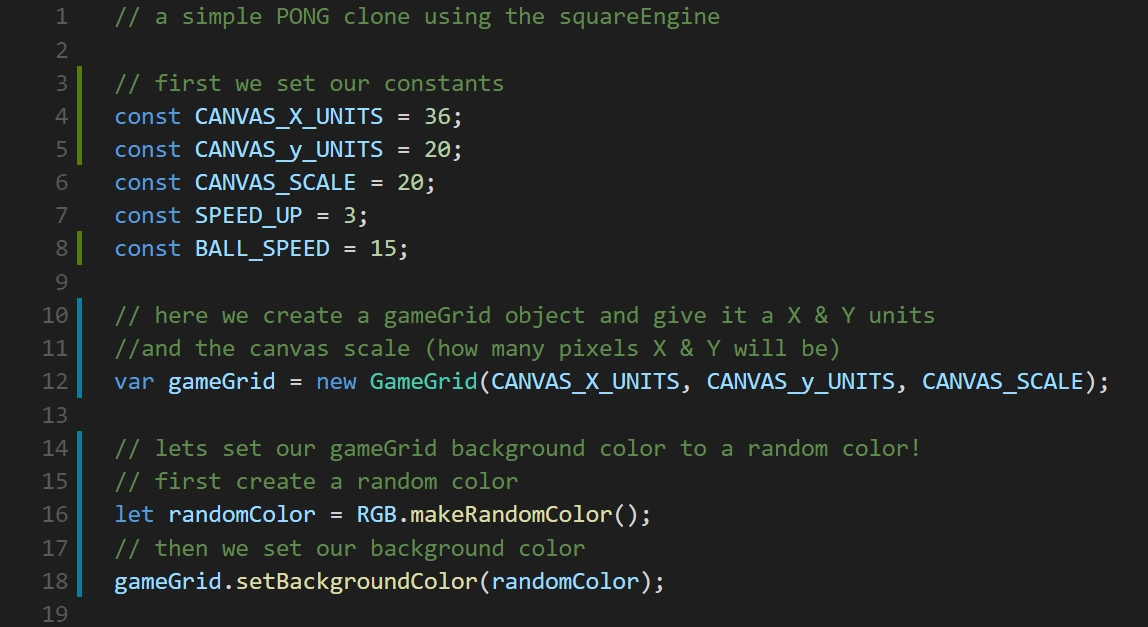 1 // a simple PONG clone using the squareEngine
2
3 // first we set our constants
4 const CANVAS_X_UNITS = 36;
5 const CANVAS_y_UNITS = 20;
6 const CANVAS_SCALE = 20;
7 const SPEED_UP = 3;
8 const BALL_SPEED = 15;
9
10 // here we create a gameGrid object and give it a X & Y units
11 //and the canvas scale (how many pixels X & Y will be)
12 var gameGrid = new GameGrid(CANVAS_X_UNITS, CANVAS_y_UNITS, CANVAS_SCALE);
13
14 // lets set our gameGrid background color to a random color!
15 // first create a random color
16 let randomColor = RGB.makeRandomColor();
17 // then we set our background color
18 gameGrid.setBackgroundColor(randomColor);
19